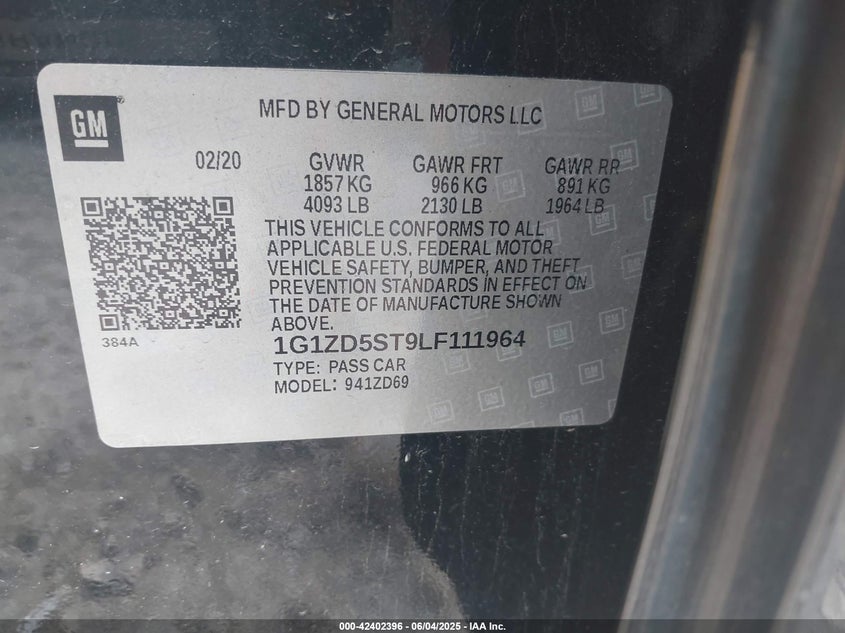 GM
MFD BY GENERAL MOTORS LLC
02/20 GVWR GAWR FRT GAWR RR
1857 KG 966 KG 891 KG
4093 LB 2130 LB 1964 LB
THIS VEHICLE CONFORMS TO ALL
APPLICABLE U.S. FEDERAL MOTOR
VEHICLE SAFETY, BUMPER, AND THEFT
PREVENTION STANDARDS IN EFFECT ON
THE DATE OF MANUFACTURE SHOWN
ABOVE.
384A
1G1ZD5ST9LF111964
TYPE: PASS CAR
MODEL: 941ZD69
000-42402396 - 06/04/2025 - IAA Inc.